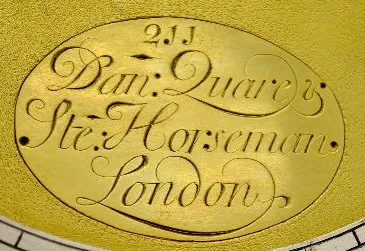 211
Dan: Quare &
Ste: Horseman
London